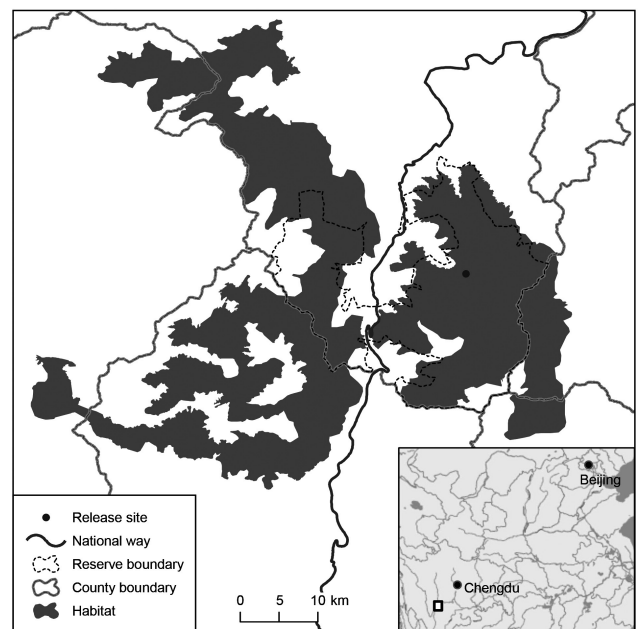 Beijing
Chengdu
Release site
National way
Reserve boundary
County boundary
Habitat
0 5 10 km